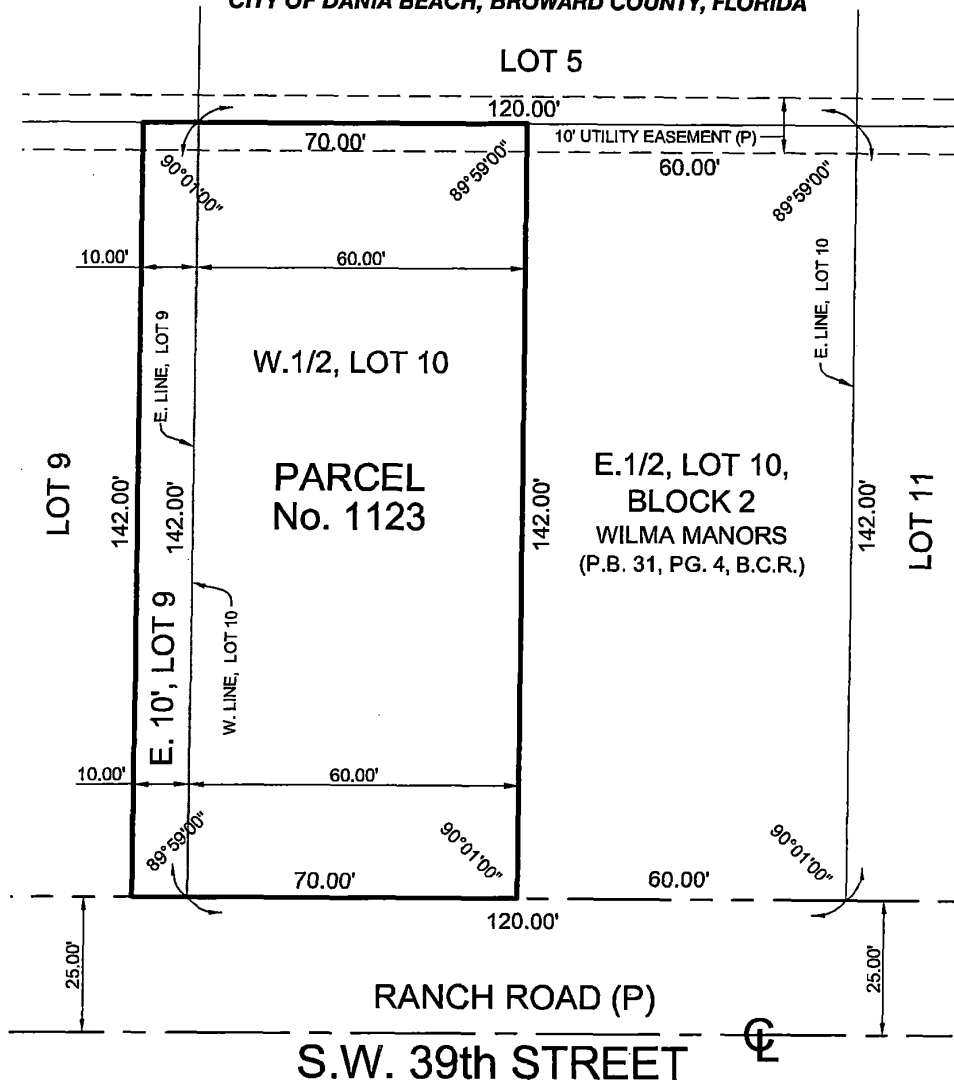 CITY OF DANIA BEACH, BROWARD COUNTY, FLORIDA
LOT 5
120.00'
70.00'
10' UTILITY EASEMENT (P)
60.00'
90°01'00"
89°59'00"
89°59'00"
10.00'
60.00'
E. LINE, LOT 10
E. LINE, LOT 9
W.1/2, LOT 10
LOT 9
142.00'
142.00'
PARCEL
No. 1123
142.00'
E.1/2, LOT 10,
BLOCK 2
WILMA MANORS
(P.B. 31, PG. 4, B.C.R.)
142.00'
LOT 11
E. 10', LOT 9
W. LINE, LOT 10
10.00'
60.00'
89°59'00"
90°01'00"
90°01'00"
70.00'
60.00'
120.00'
25.00'
25.00'
RANCH ROAD (P)
CL
S.W. 39th STREET